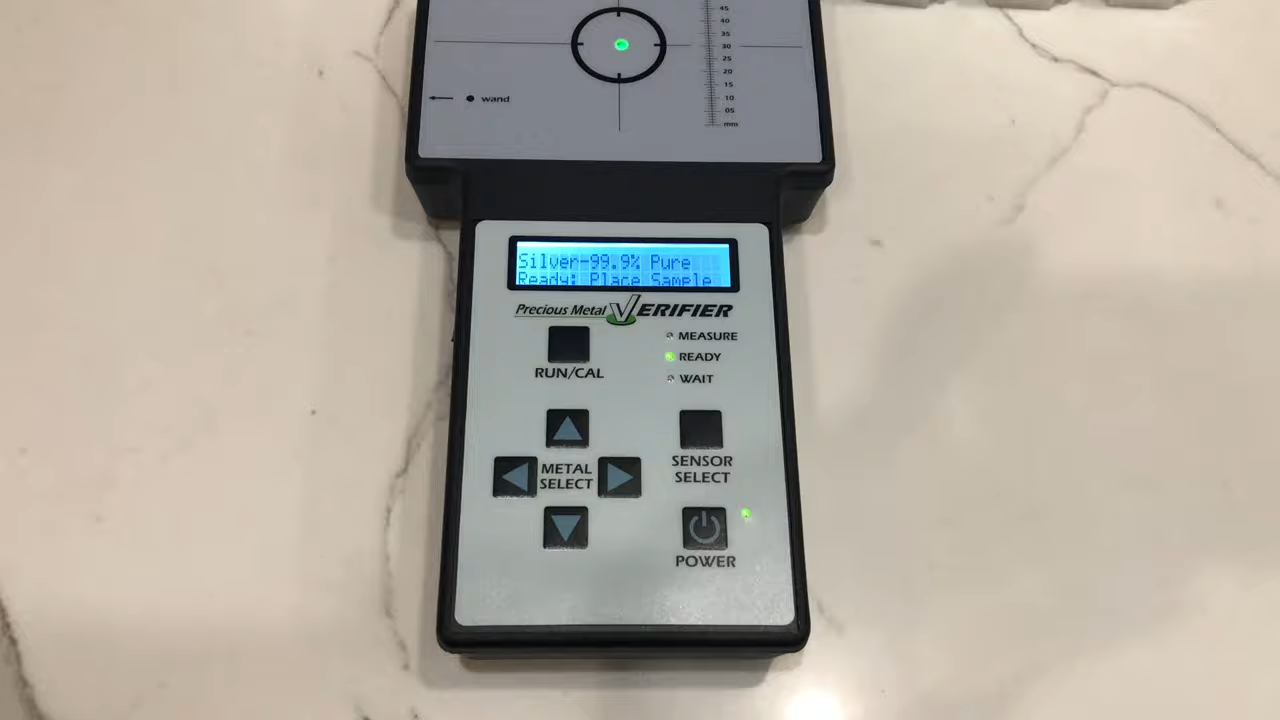 45
40
35
30
25
20
15
10
05
mm
wand
Silver-99.9% Pure
Ready: Place Sample
Precious Metal VERIFIER
MEASURE
RUN/CAL
READY
WAIT
METAL
SELECT
SENSOR
SELECT
POWER